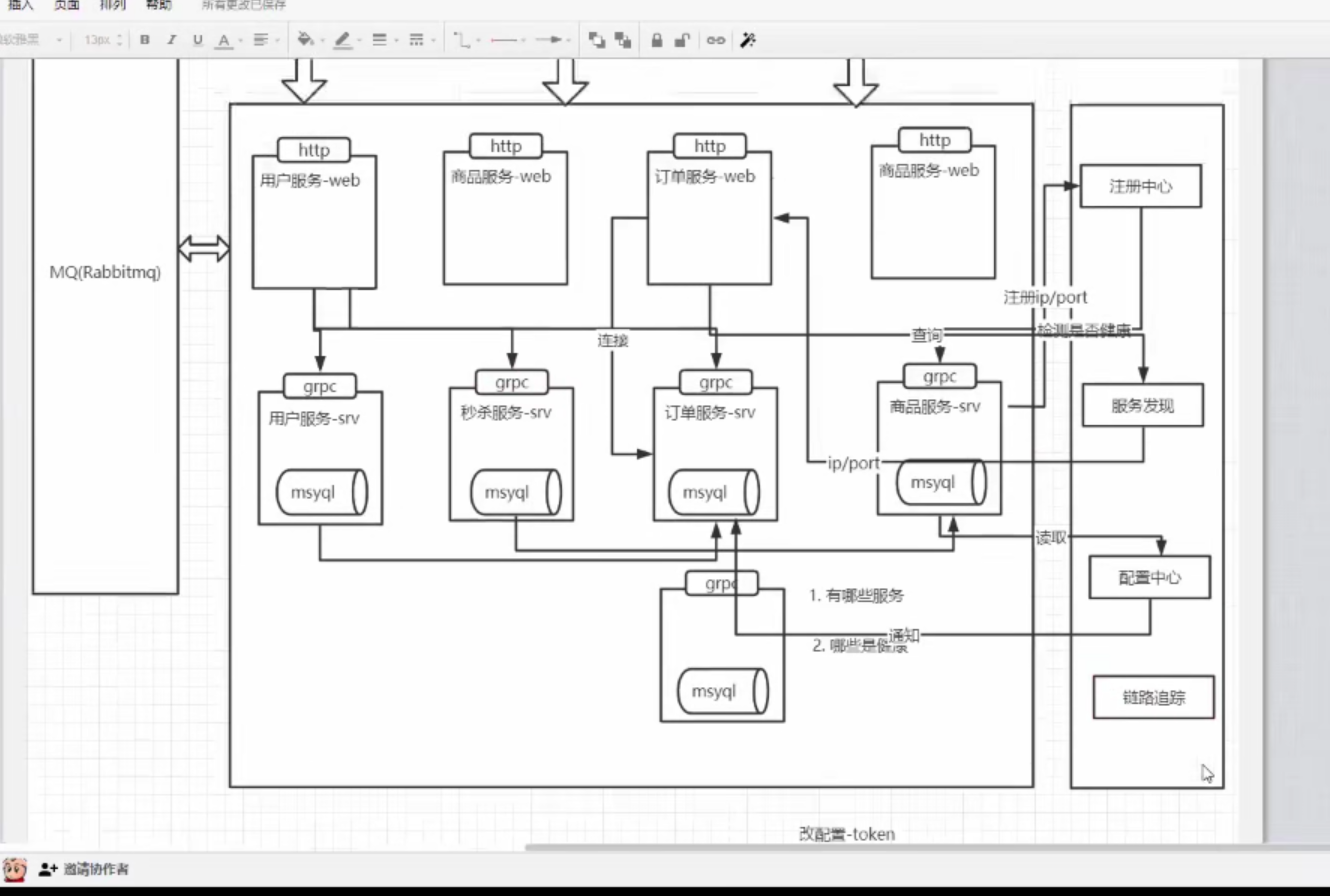 插入 页面 排列 帮助 所有更改已保存
13px B I U A
http
http
http
http
用户服务-web
商品服务-web
订单服务-web
商品服务-web
注册中心
MQ(Rabbitmq)
注册ip/port
检测是否健康
连接
查询
grpc
grpc
grpc
grpc
用户服务-srv
秒杀服务-srv
订单服务-srv
商品服务-srv
服务发现
ip/port
msyql
msyql
msyql
msyql
读取
配置中心
grpc
1. 有哪些服务
通知
2. 哪些是健康
msyql
链路追踪
改配置-token
邀请协作者